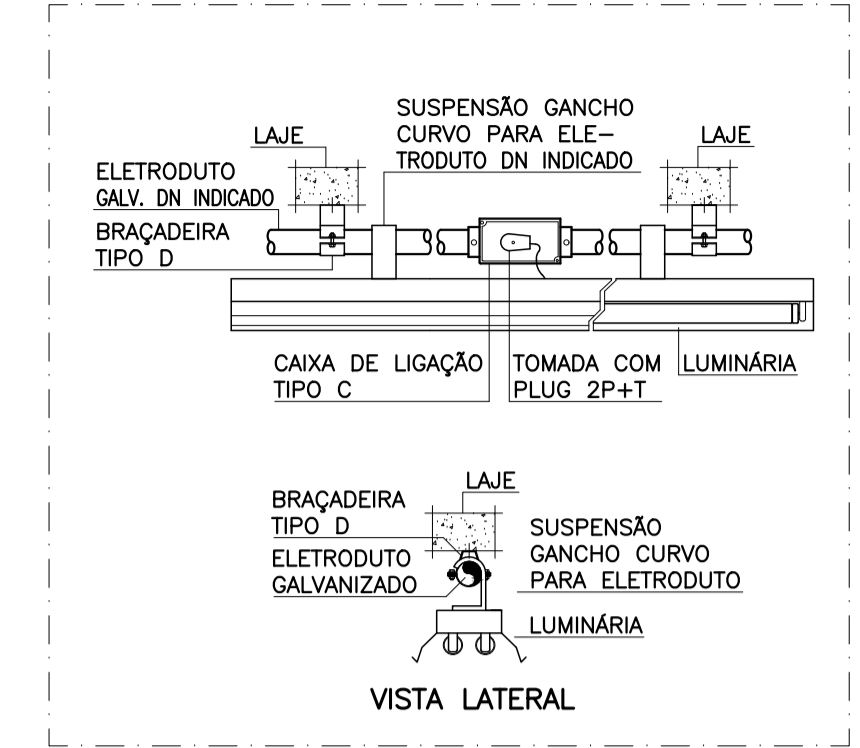 SUSPENSÃO GANCHO
CURVO PARA ELE-
TRODUTO DN INDICADO
LAJE
LAJE
ELETRODUTO
GALV. DN INDICADO
BRAÇADEIRA
TIPO D
CAIXA DE LIGAÇÃO
TIPO C
TOMADA COM
PLUG 2P+T
LUMINÁRIA
LAJE
BRAÇADEIRA
TIPO D
ELETRODUTO
GALVANIZADO
SUSPENSÃO
GANCHO CURVO
PARA ELETRODUTO
LUMINÁRIA
VISTA LATERAL